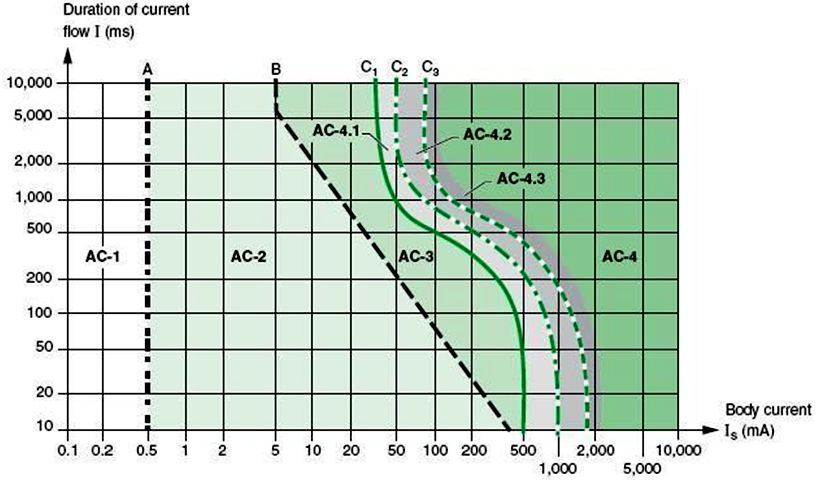 Duration of current
flow I (ms)
A
B
C1
C2
C3
10,000
5,000
2,000
1,000
500
200
100
50
20
10
AC-4.1
AC-4.2
AC-4.3
AC-1
AC-2
AC-3
AC-4
Body current
Is (mA)
0.1 0.2 0.5 1 2 5 10 20 50 100 200 500 2,000 10,000
1,000 5,000